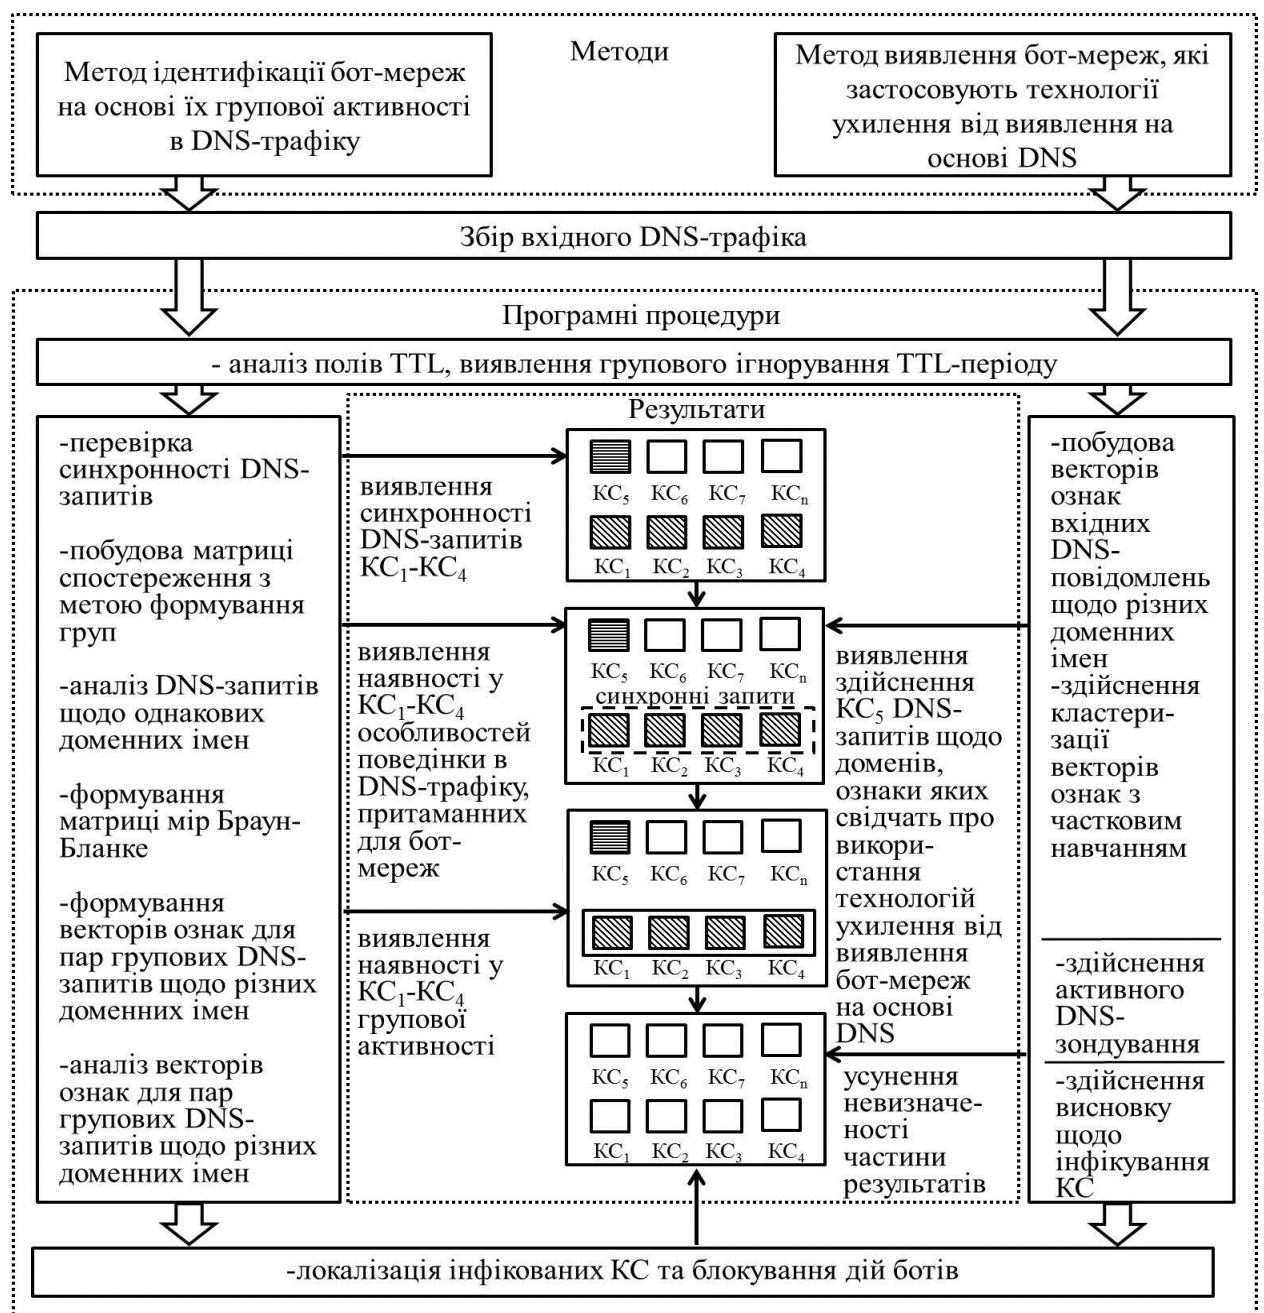 Методи
Метод ідентифікації бот-мереж
на основі їх групової активності
в DNS-трафіку
Метод виявлення бот-мереж, які
застосовують технології
ухилення від виявлення на
основі DNS
Збір вхідного DNS-трафіка
Програмні процедури
- аналіз полів TTL, виявлення групового ігнорування TTL-періоду
-перевірка
синхронності DNS-
запитів
-побудова матриці
спостереження з
метою формування
груп
-аналіз DNS-запитів
щодо однакових
доменних імен
-формування
матриці мір Браун-
Бланке
-формування
векторів ознак для
пар групових DNS-
запитів щодо різних
доменних імен
-аналіз векторів
ознак для пар
групових DNS-
запитів щодо різних
доменних імен
Результати
виявлення
синхронності
DNS-запитів
КС1-КС4
виявлення
наявності у
КС1-КС4
особливостей
поведінки в
DNS-трафіку,
притаманних
для бот-
мереж
виявлення
наявності у
КС1-КС4
групової
активності
КС5 КС6 КС7 КСn
КС1 КС2 КС3 КС4
КС5 КС6 КС7 КСn
синхронні запити
КС1 КС2 КС3 КС4
КС5 КС6 КС7 КСn
КС1 КС2 КС3 КС4
КС5 КС6 КС7 КСn
КС1 КС2 КС3 КС4
виявлення
здійснення
КС5 DNS-
запитів щодо
доменів,
ознаки яких
свідчать про
викори-
стання
технологій
ухилення від
виявлення
бот-мереж
на основі
DNS
усунення
невизначе-
ності
частини
результатів
-побудова
векторів
ознак
вхідних
DNS-
повідомлень
щодо різних
доменних
імен
-здійснення
кластери-
зації
векторів
ознак з
частковим
навчанням
-здійснення
активного
DNS-
зондування
-здійснення
висновку
щодо
інфікування
КС
-локалізація інфікованих КС та блокування дій ботів